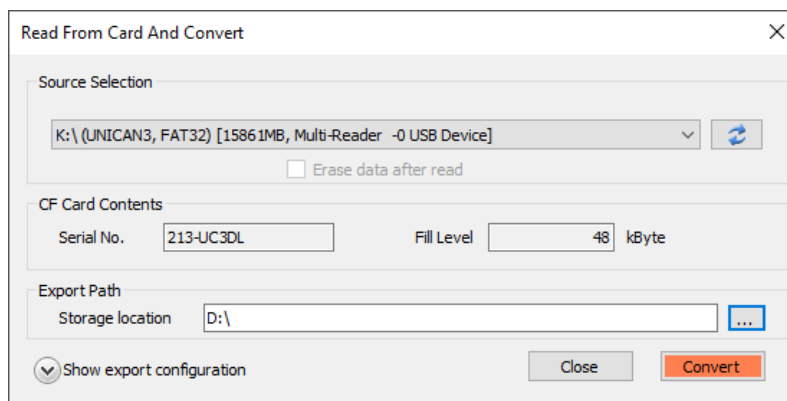 Read From Card And Convert
Source Selection
K:\ (UNICAN3, FAT32) [15861MB, Multi-Reader  -0 USB Device]
Erase data after read
CF Card Contents
Serial No. 213-UC3DL Fill Level 48 kByte
Export Path
Storage location D:\ ...
Show export configuration Close Convert